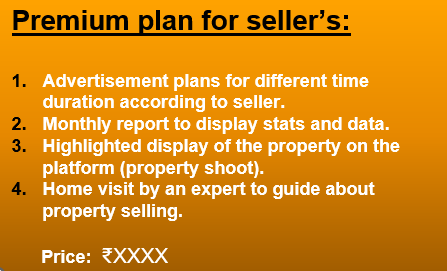 Premium plan for seller's:
1. Advertisement plans for different time
duration according to seller.
2. Monthly report to display stats and data.
3. Highlighted display of the property on the
platform (property shoot).
4. Home visit by an expert to guide about
property selling.
Price: ₹XXXX